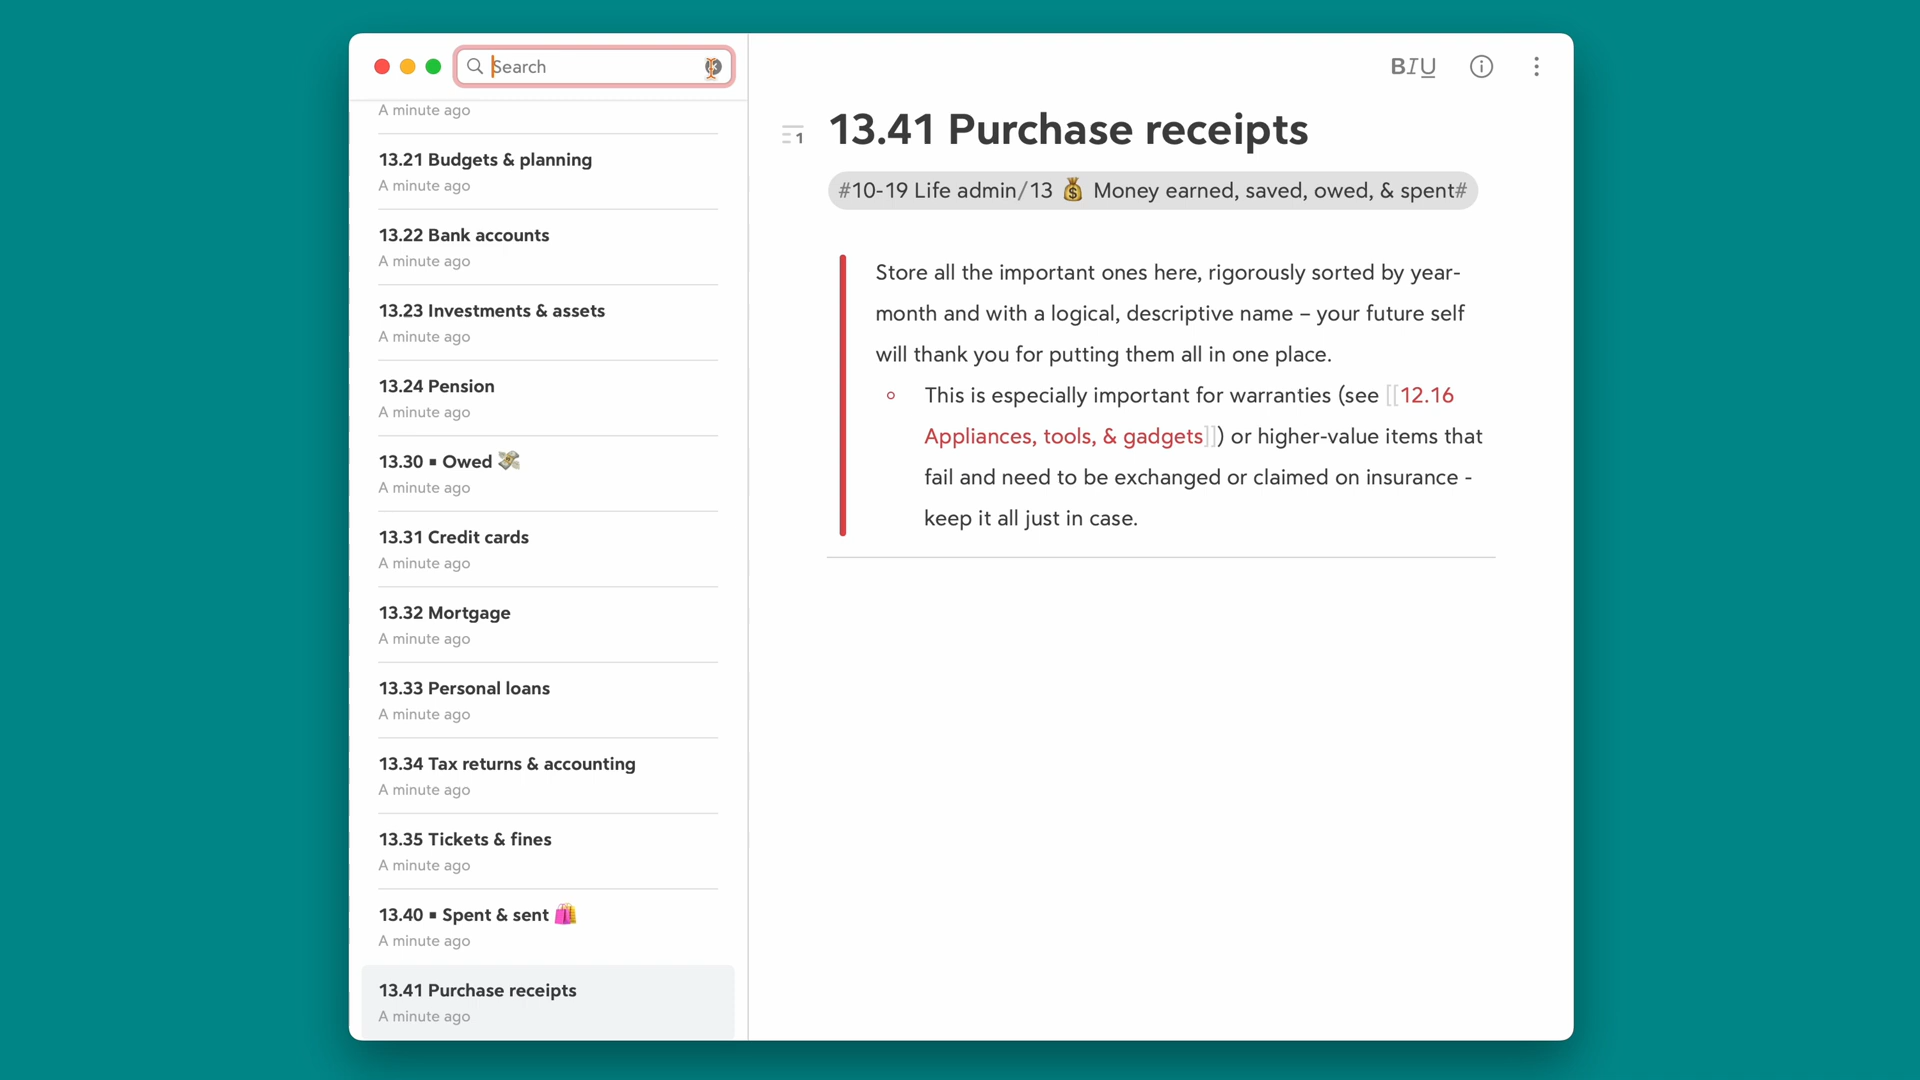 Search
A minute ago
13.21 Budgets & planning
A minute ago
13.22 Bank accounts
A minute ago
13.23 Investments & assets
A minute ago
13.24 Pension
A minute ago
13.30 ▪ Owed 💸
A minute ago
13.31 Credit cards
A minute ago
13.32 Mortgage
A minute ago
13.33 Personal loans
A minute ago
13.34 Tax returns & accounting
A minute ago
13.35 Tickets & fines
A minute ago
13.40 ▪ Spent & sent 🛍️
A minute ago
13.41 Purchase receipts
A minute ago
BIU
1
13.41 Purchase receipts
#10-19 Life admin/13 💰 Money earned, saved, owed, & spent#
Store all the important ones here, rigorously sorted by year-
month and with a logical, descriptive name – your future self
will thank you for putting them all in one place.
This is especially important for warranties (see [[12.16
Appliances, tools, & gadgets]]) or higher-value items that
fail and need to be exchanged or claimed on insurance -
keep it all just in case.